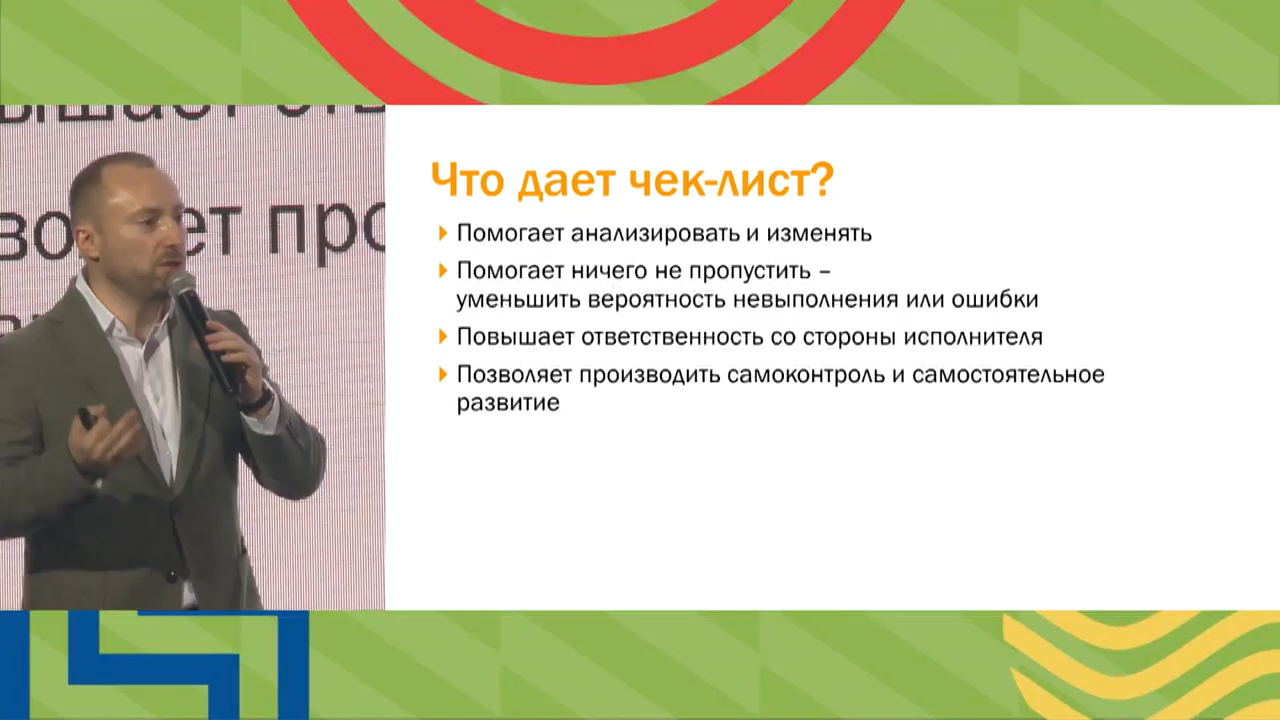 Что дает чек-лист?
Помогает анализировать и изменять
Помогает ничего не пропустить –
уменьшить вероятность невыполнения или ошибки
Повышает ответственность со стороны исполнителя
Позволяет производить самоконтроль и самостоятельное
развитие